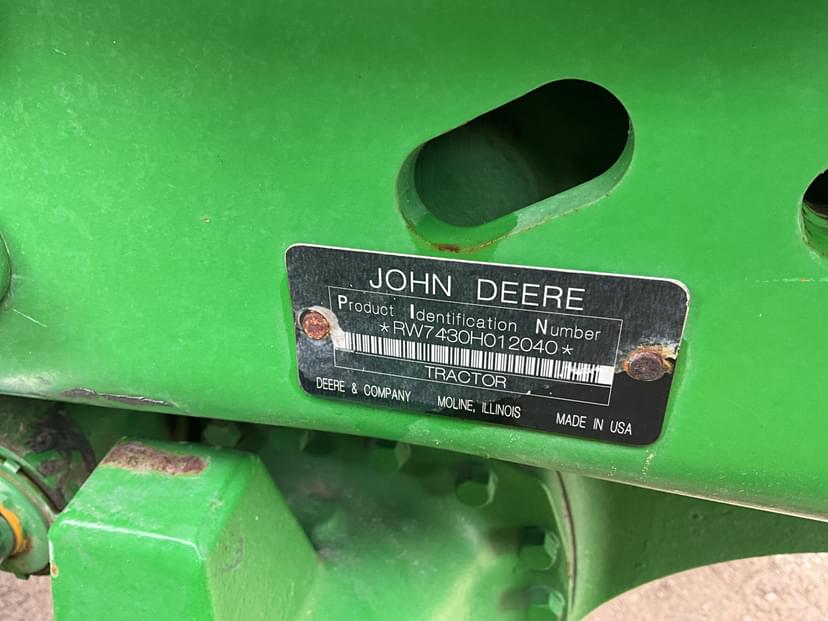 JOHN DEERE
Product Identification Number
*RW7430H012040*
TRACTOR
DEERE & COMPANY MOLINE, ILLINOIS MADE IN USA